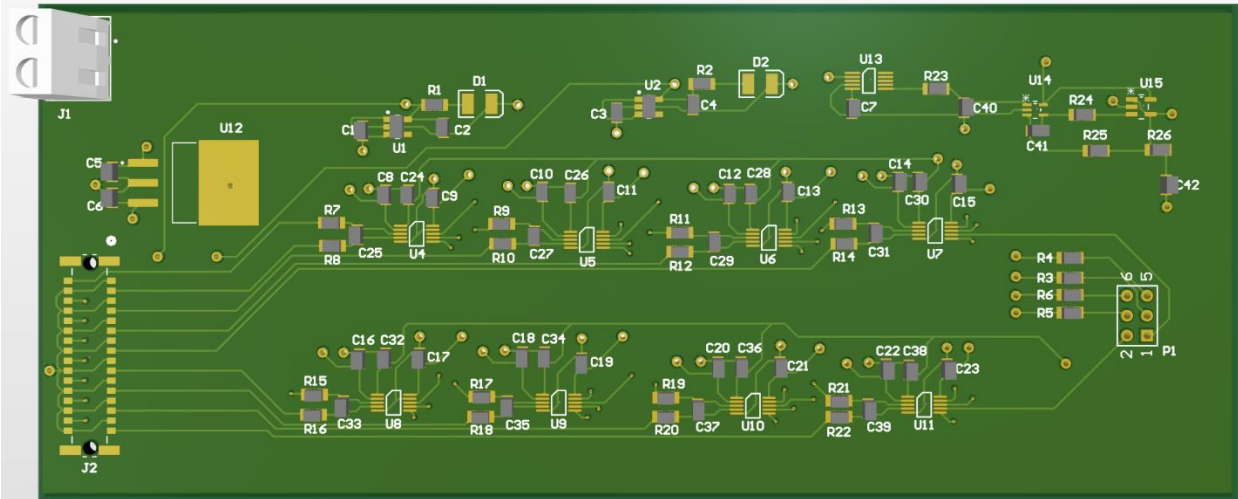 J1
R1
D1
C1
U1
C2
U2
R2
D2
C3
C4
U13
R23
C7
C40
U14
U15
R24
C41
R25
R26
C42
U12
C5
C6
C8
C24
C9
C10
C26
C11
C12
C28
C13
C14
C30
C15
R7
R8
C25
U4
R9
R10
C27
U5
R11
R12
C29
U6
R13
R14
C31
U7
R4
R3
R6
R5
6 5
2 1
P1
C16
C32
C17
C18
C34
C19
C20
C36
C21
C22
C38
C23
R15
R16
C33
U8
R17
R18
C35
U9
R19
R20
C37
U10
R21
R22
C39
U11
J2